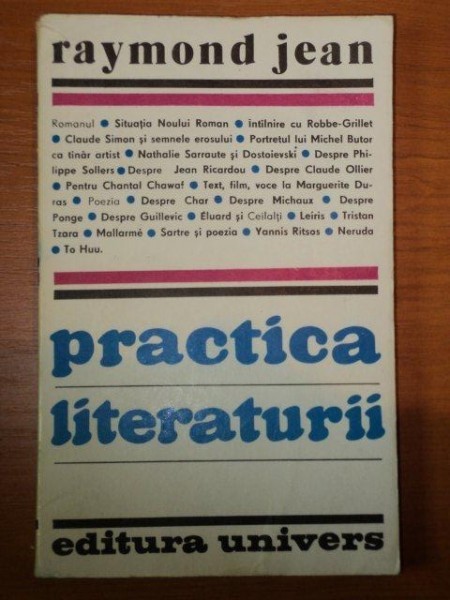 raymond jean
Romanul ● Situația Noului Roman ● Intîlnire cu Robbe-Grillet
● Claude Simon și semnele erosului ● Portretul lui Michel Butor
ca tînăr artist ● Nathalie Sarraute și Dostoievski ● Despre Phi-
lippe Sollers ● Despre Jean Ricardou ● Despre Claude Ollier
● Pentru Chantal Chawaf ● Text, film, voce la Marguerite Du-
ras ● Poezia ● Despre Char ● Despre Michaux ● Despre
Ponge ● Despre Guillevic ● Éluard și Ceilalți ● Leiris ● Tristan
Tzara ● Mallarmé ● Sartre și poezia ● Yannis Ritsos ● Neruda
● To Huu.
practica
literaturii
editura univers